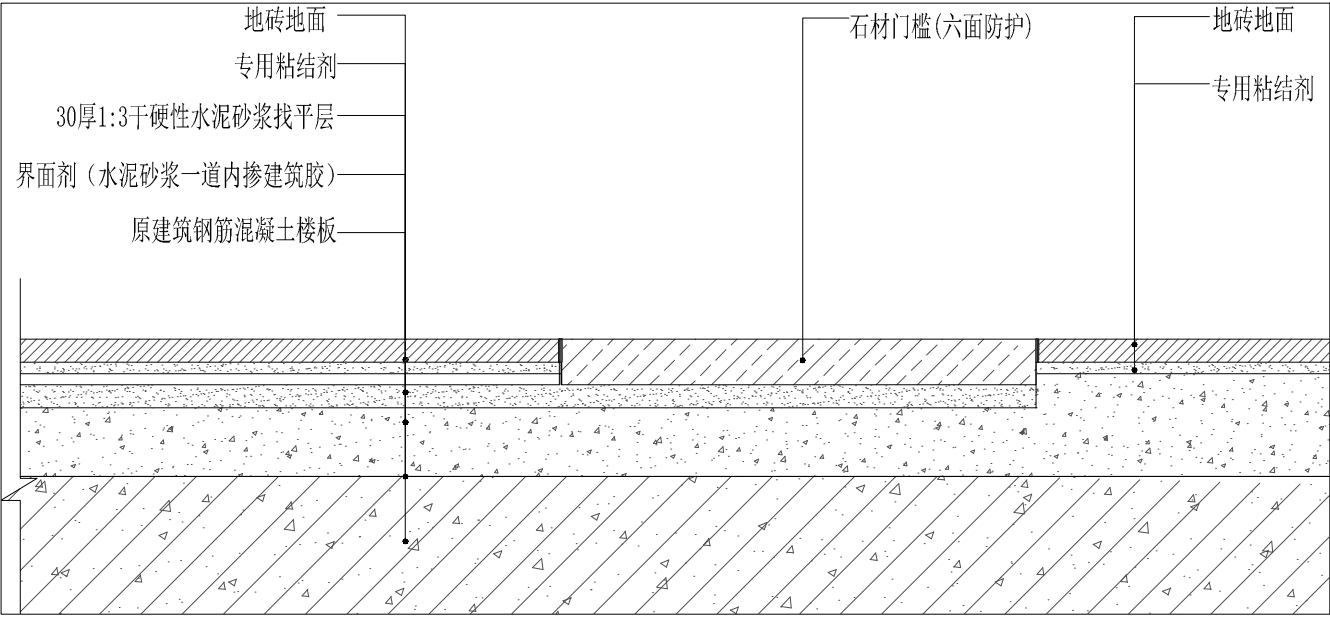 地砖地面
专用粘结剂
30厚1:3干硬性水泥砂浆找平层
界面剂（水泥砂浆一道内掺建筑胶）
原建筑钢筋混凝土楼板
石材门槛(六面防护)
地砖地面
专用粘结剂